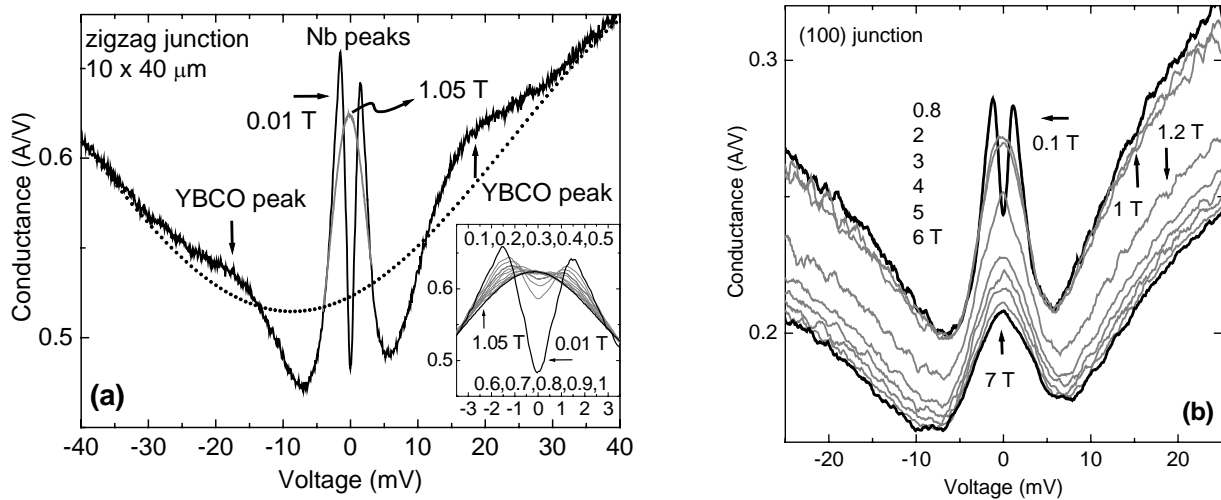 zigzag junction
10 x 40 μm
Nb peaks
0.01 T
1.05 T
YBCO peak
YBCO peak
0.6
0.5
Conductance (A/V)
(a)
-40 -30 -20 -10 0 10 20 30 40
Voltage (mV)
0.1 0.2 0.3 0.4 0.5
0.6
0.5
1.05 T
0.01 T
0.6,0.7,0.8,0.9,1
-3 -2 -1 0 1 2 3
(100) junction
0.3
0.2
Conductance (A/V)
0.8
2
3
4
5
6 T
0.1 T
1.2 T
1 T
7 T
(b)
-20 -10 0 10 20
Voltage (mV)